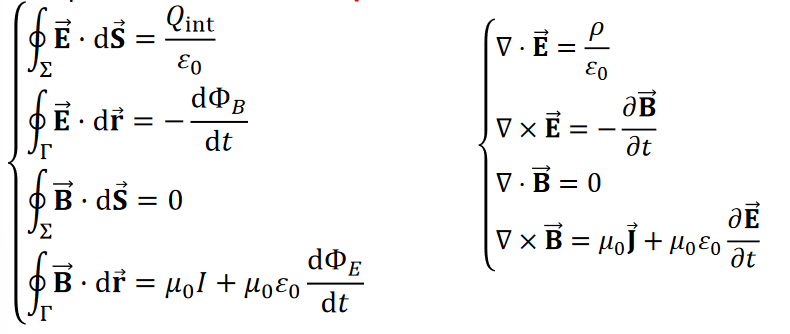 ∮_Σ E⃗ · dS⃗ = Q_int / ε₀
∮_Γ E⃗ · dr⃗ = − dΦ_B / dt
∮_Σ B⃗ · dS⃗ = 0
∮_Γ B⃗ · dr⃗ = μ₀I + μ₀ε₀ dΦ_E / dt
∇ · E⃗ = ρ / ε₀
∇ × E⃗ = − ∂B⃗ / ∂t
∇ · B⃗ = 0
∇ × B⃗ = μ₀J⃗ + μ₀ε₀ ∂E⃗ / ∂t